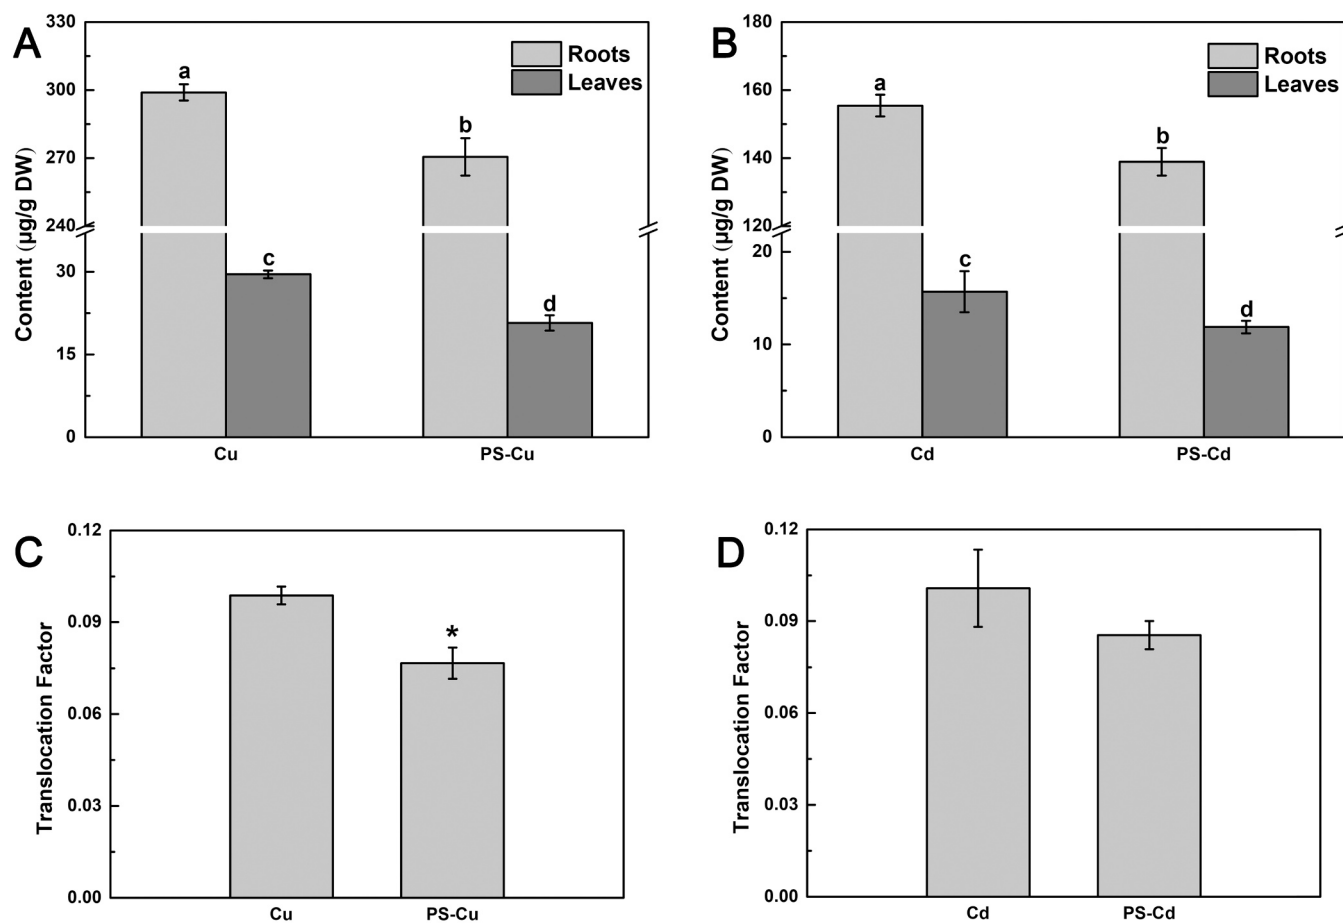 A
Roots
Leaves
Content (µg/g DW)
330
300
270
240
30
15
0
a
b
c
d
Cu
PS-Cu
B
Roots
Leaves
Content (µg/g DW)
180
160
140
120
20
10
0
a
b
c
d
Cd
PS-Cd
C
Translocation Factor
0.12
0.09
0.06
0.03
0.00
*
Cu
PS-Cu
D
Translocation Factor
0.12
0.09
0.06
0.03
0.00
Cd
PS-Cd